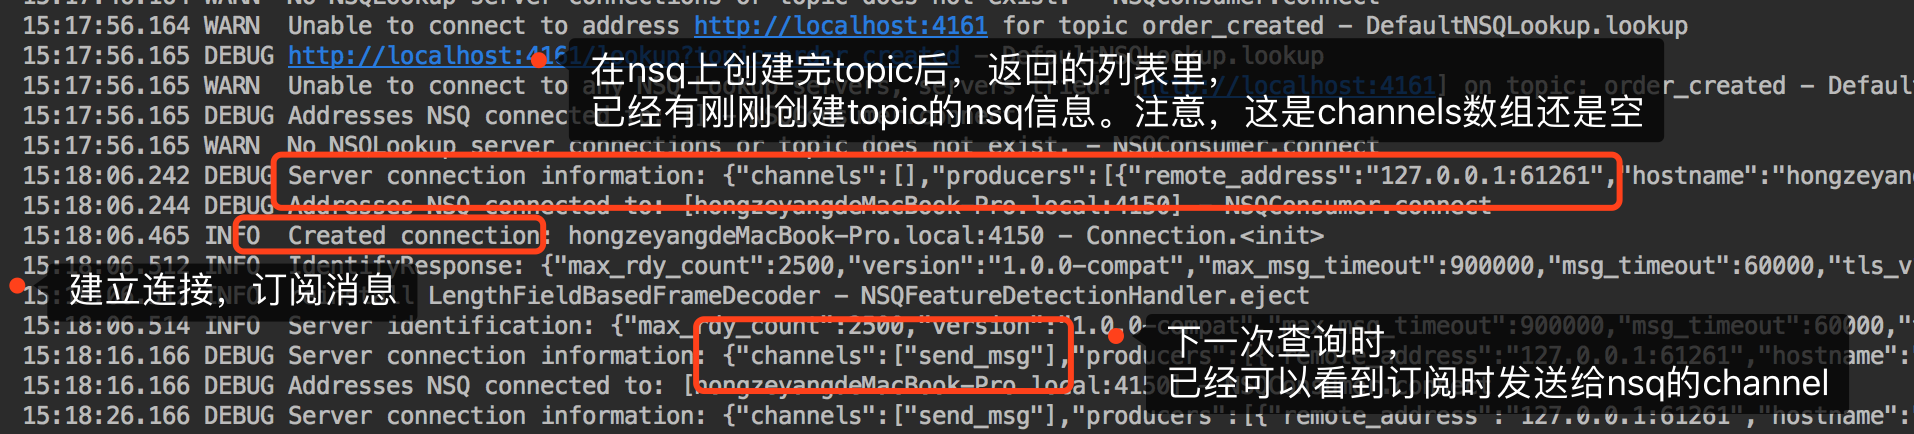 15:17:56.164 WARN Unable to connect to address http://localhost:4161 for topic order_created – DefaultNSQLookup.lookup
15:17:56.165 DEBUG http://localhost:4161/lookup?topic=order_created – DefaultNSQLookup.lookup
在nsq上创建完topic后，返回的列表里，
已经有刚刚创建topic的nsq信息。注意，这是channels数组还是空
15:17:56.165 WARN Unable to connect to any NSQ Lookup servers, servers tried: [http://localhost:4161] on topic: order_created – Default
15:17:56.165 DEBUG Addresses NSQ connected
15:17:56.165 WARN No NSQLookup server connections or topic does not exist. – NSQConsumer.connect
15:18:06.242 DEBUG Server connection information: {"channels":[],"producers":[{"remote_address":"127.0.0.1:61261","hostname":"hongzeyang
15:18:06.244 DEBUG Addresses NSQ connected to: [hongzeyangdeMacBook-Pro.local:4150] – NSQConsumer.connect
15:18:06.465 INFO Created connection: hongzeyangdeMacBook-Pro.local:4150 – Connection.<init>
15:18:06.512 INFO IdentifyResponse: {"max_rdy_count":2500,"version":"1.0.0-compat","max_msg_timeout":900000,"msg_timeout":60000,"tls_v
建立连接，订阅消息
LengthFieldBasedFrameDecoder – NSQFeatureDetectionHandler.eject
15:18:06.514 INFO Server identification: {"max_rdy_count":2500,"version":"1.0.0-compat","max_msg_timeout":900000,"msg_timeout":60000,"t
下一次查询时，
已经可以看到订阅时发送给nsq的channel
15:18:16.166 DEBUG Server connection information: {"channels":["send_msg"],"producers":[{"remote_address":"127.0.0.1:61261","hostname":
15:18:16.166 DEBUG Addresses NSQ connected to: [hongzeyangdeMacBook-Pro.local:4150] – NSQConsumer.connect
15:18:26.166 DEBUG Server connection information: {"channels":["send_msg"],"producers":[{"remote_address":"127.0.0.1:61261","hostname":